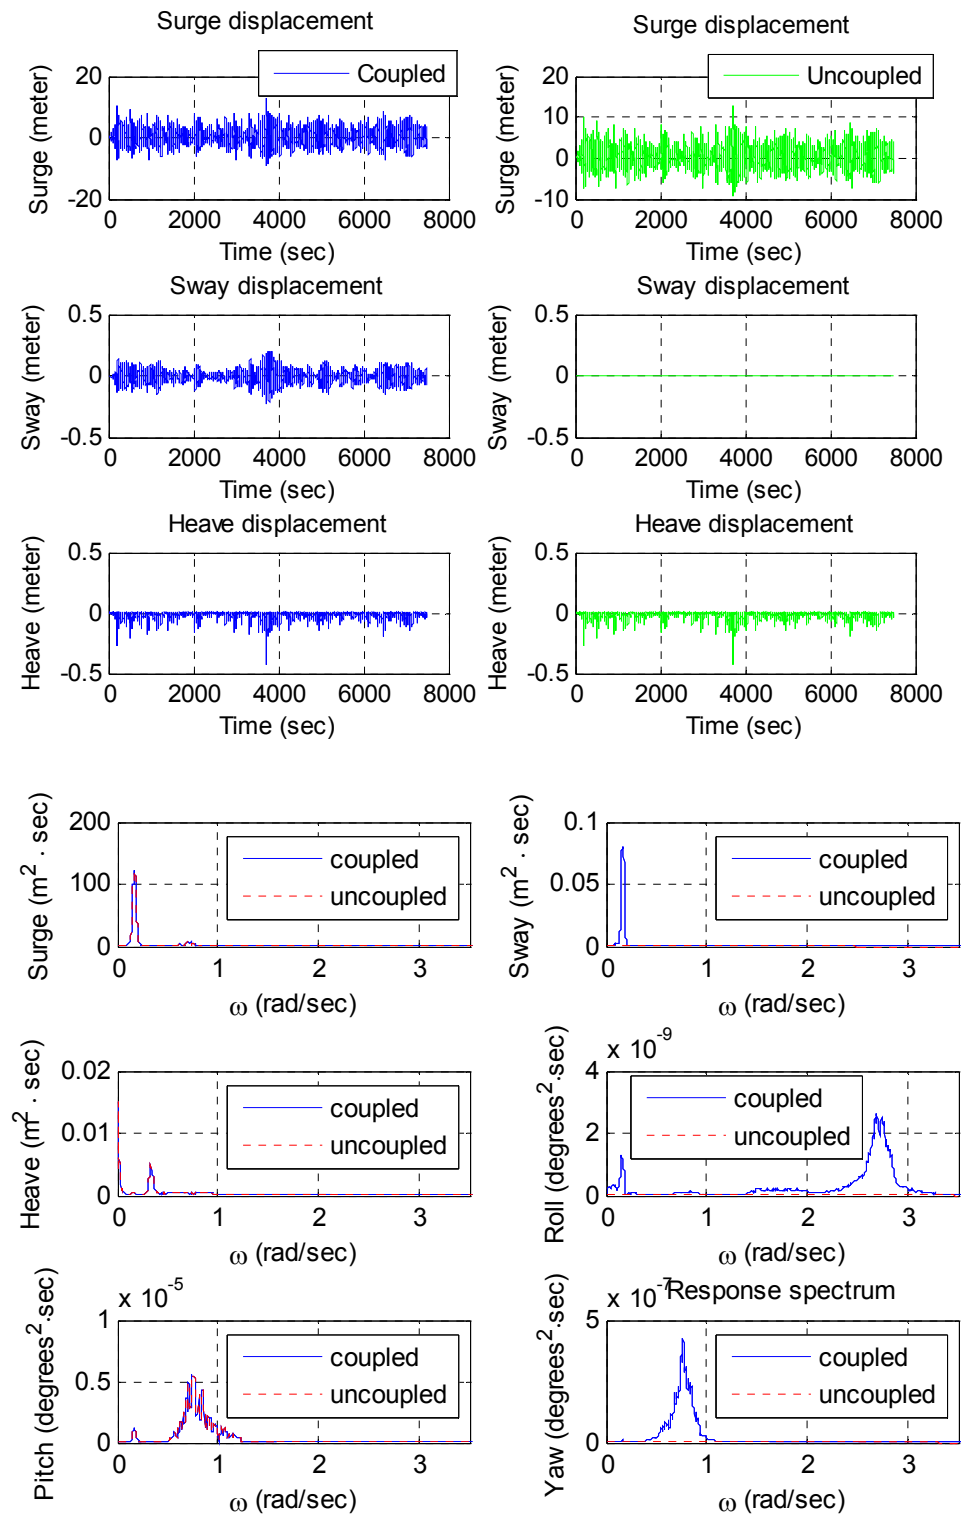 Surge displacement
Surge displacement
Coupled
Uncoupled
20
0
-20
Surge (meter)
0 2000 4000 6000 8000
Time (sec)
20
10
0
-10
Surge (meter)
0 2000 4000 6000 8000
Time (sec)
Sway displacement
0.5
0
-0.5
Sway (meter)
0 2000 4000 6000 8000
Time (sec)
Sway displacement
0.5
0
-0.5
Sway (meter)
0 2000 4000 6000 8000
Time (sec)
Heave displacement
0.5
0
-0.5
Heave (meter)
0 2000 4000 6000 8000
Time (sec)
Heave displacement
0.5
0
-0.5
Heave (meter)
0 2000 4000 6000 8000
Time (sec)
200
100
0
Surge (m² · sec)
coupled
uncoupled
0 1 2 3
ω (rad/sec)
0.1
0.05
0
Sway (m² · sec)
coupled
uncoupled
0 1 2 3
ω (rad/sec)
0.02
0.01
0
Heave (m² · sec)
coupled
uncoupled
0 1 2 3
ω (rad/sec)
x 10⁻⁹
4
2
0
Roll (degrees²·sec)
coupled
uncoupled
0 1 2 3
ω (rad/sec)
x 10⁻⁵
1
0.5
0
Pitch (degrees²·sec)
coupled
uncoupled
0 1 2 3
ω (rad/sec)
x 10⁻⁷
Response spectrum
5
0
Yaw (degrees²·sec)
coupled
uncoupled
0 1 2 3
ω (rad/sec)